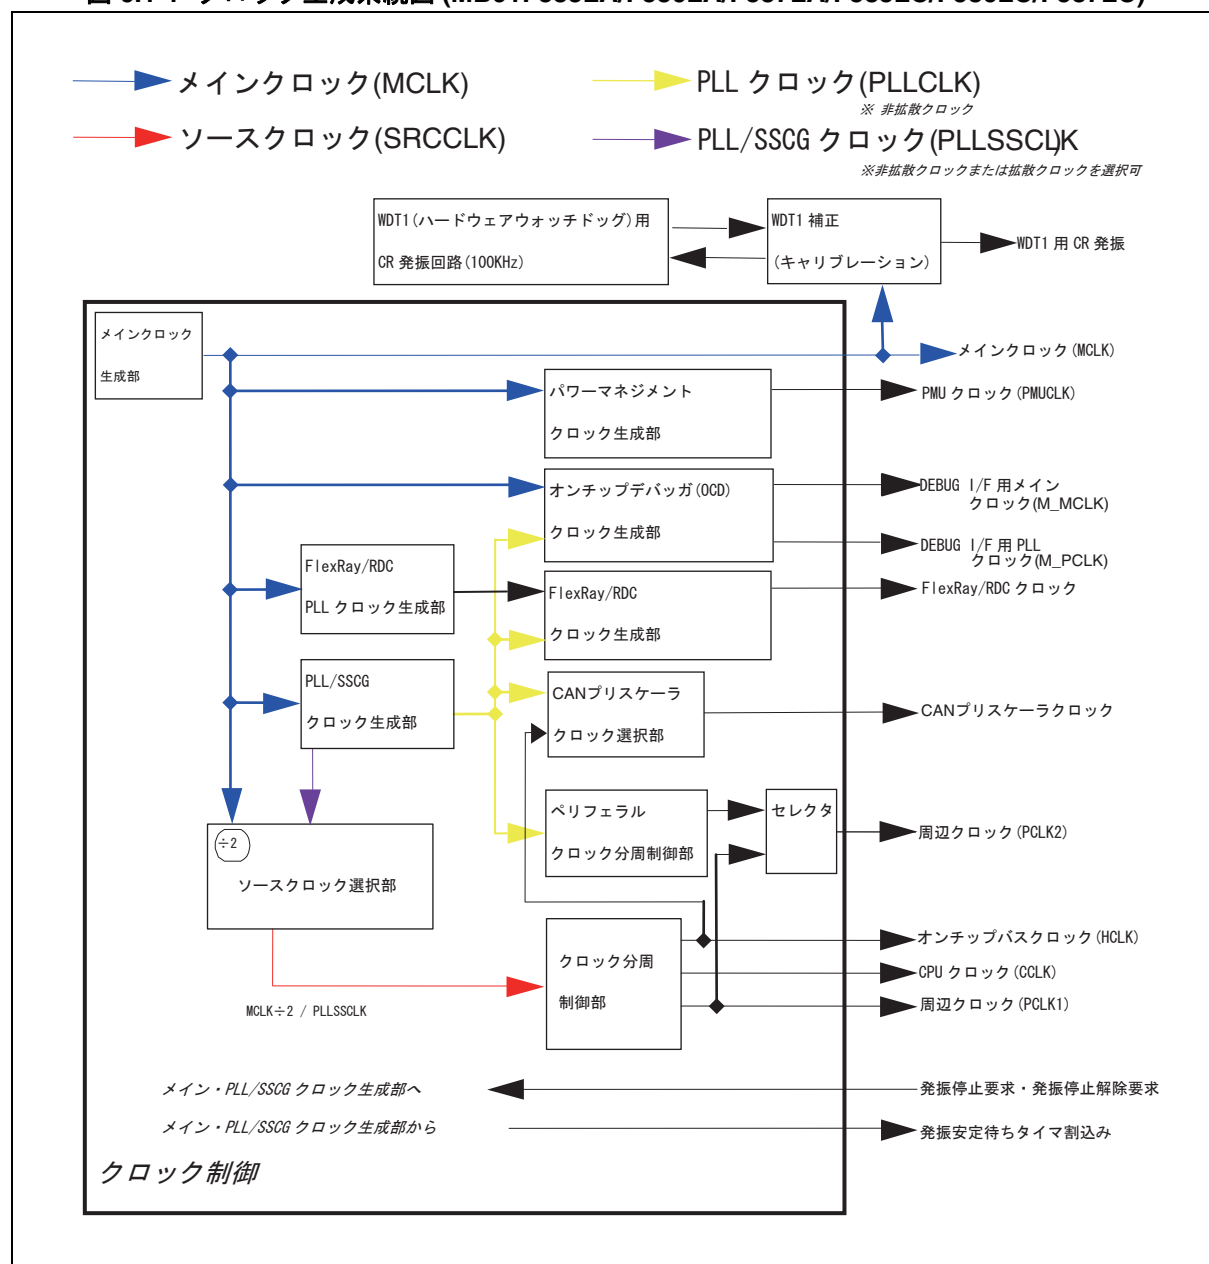 メインクロック(MCLK)
PLL クロック(PLLCLK)
※ 非拡散クロック
ソースクロック(SRCCLK)
PLL/SSCG クロック(PLLSSCLK)
※非拡散クロックまたは拡散クロックを選択可
WDT1(ハードウェアウォッチドッグ)用
CR 発振回路(100KHz)
WDT1 補正
(キャリブレーション)
WDT1 用 CR 発振
メインクロック
生成部
メインクロック(MCLK)
パワーマネジメント
クロック生成部
PMU クロック(PMUCLK)
オンチップデバッガ(OCD)
クロック生成部
DEBUG I/F 用メイン
クロック(M_MCLK)
DEBUG I/F 用 PLL
クロック(M_PCLK)
FlexRay/RDC
PLL クロック生成部
FlexRay/RDC
クロック生成部
FlexRay/RDC クロック
PLL/SSCG
クロック生成部
CANプリスケーラ
クロック選択部
CANプリスケーラクロック
ペリフェラル
クロック分周制御部
セレクタ
周辺クロック(PCLK2)
÷2
ソースクロック選択部
クロック分周
制御部
オンチップバスクロック(HCLK)
CPU クロック(CCLK)
周辺クロック(PCLK1)
MCLK÷2 / PLLSSCLK
メイン・PLL/SSCG クロック生成部へ
発振停止要求・発振停止解除要求
メイン・PLL/SSCG クロック生成部から
発振安定待ちタイマ割込み
クロック制御